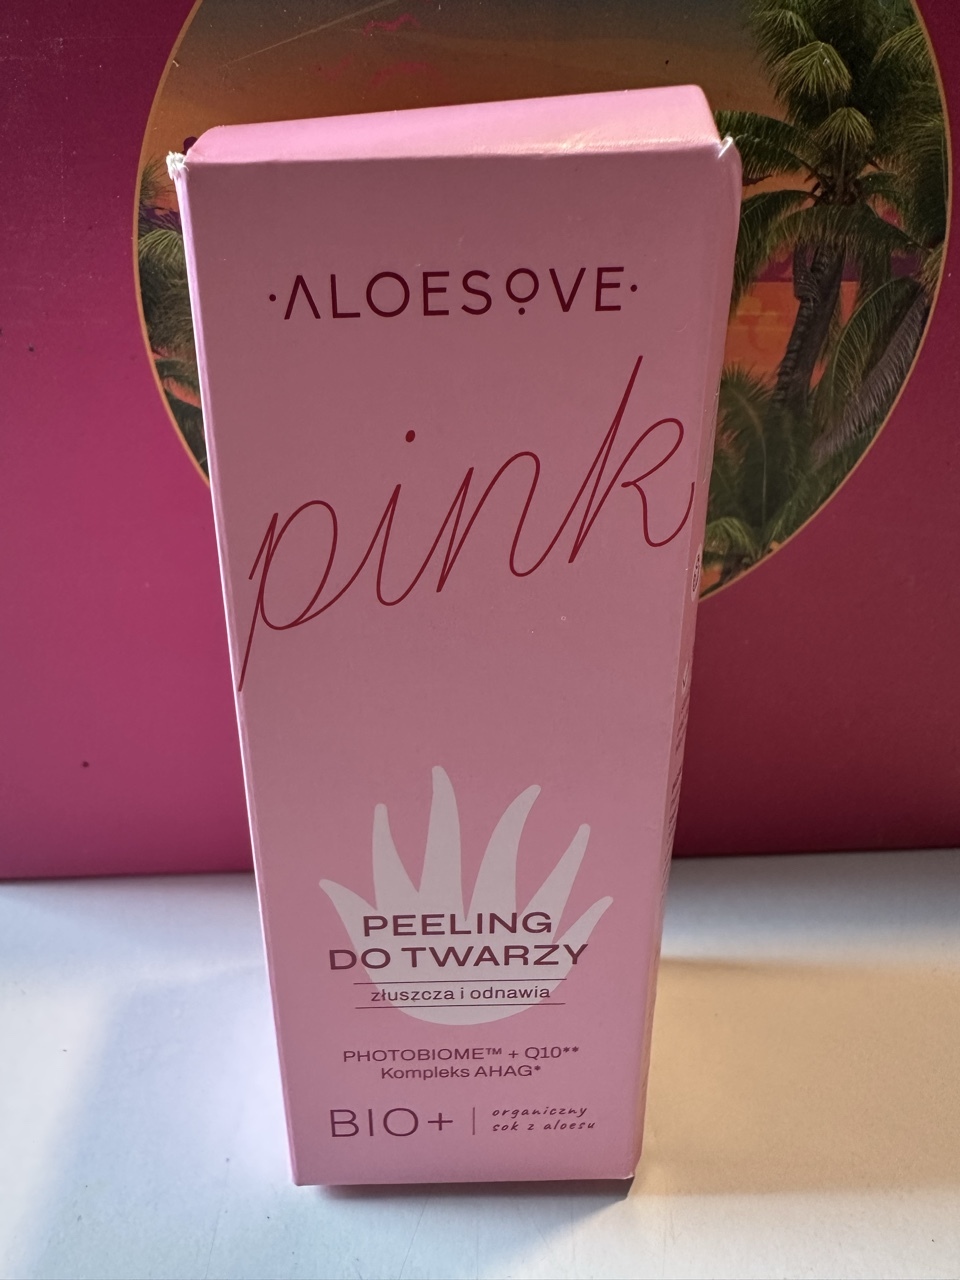 ·ALOESOVE·
pink
PEELING
DO TWARZY
złuszcza i odnawia
PHOTOBIOME™ + Q10**
Kompleks AHAG*
BIO+
organiczny
sok z aloesu